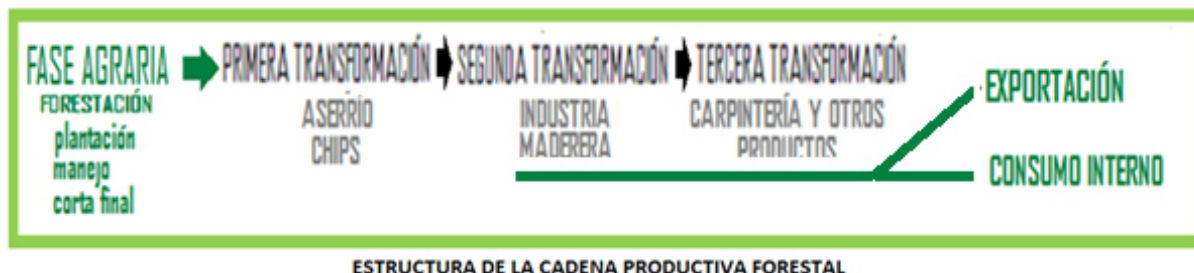 FASE AGRARIA
FORESTACIÓN
plantación
manejo
corta final
PRIMERA TRANSFORMACIÓN
ASERRÍO
CHIPS
SEGUNDA TRANSFORMACIÓN
INDUSTRIA
MADERERA
TERCERA TRANSFORMACIÓN
CARPINTERÍA Y OTROS
PRODUCTOS
EXPORTACIÓN
CONSUMO INTERNO
ESTRUCTURA DE LA CADENA PRODUCTIVA FORESTAL